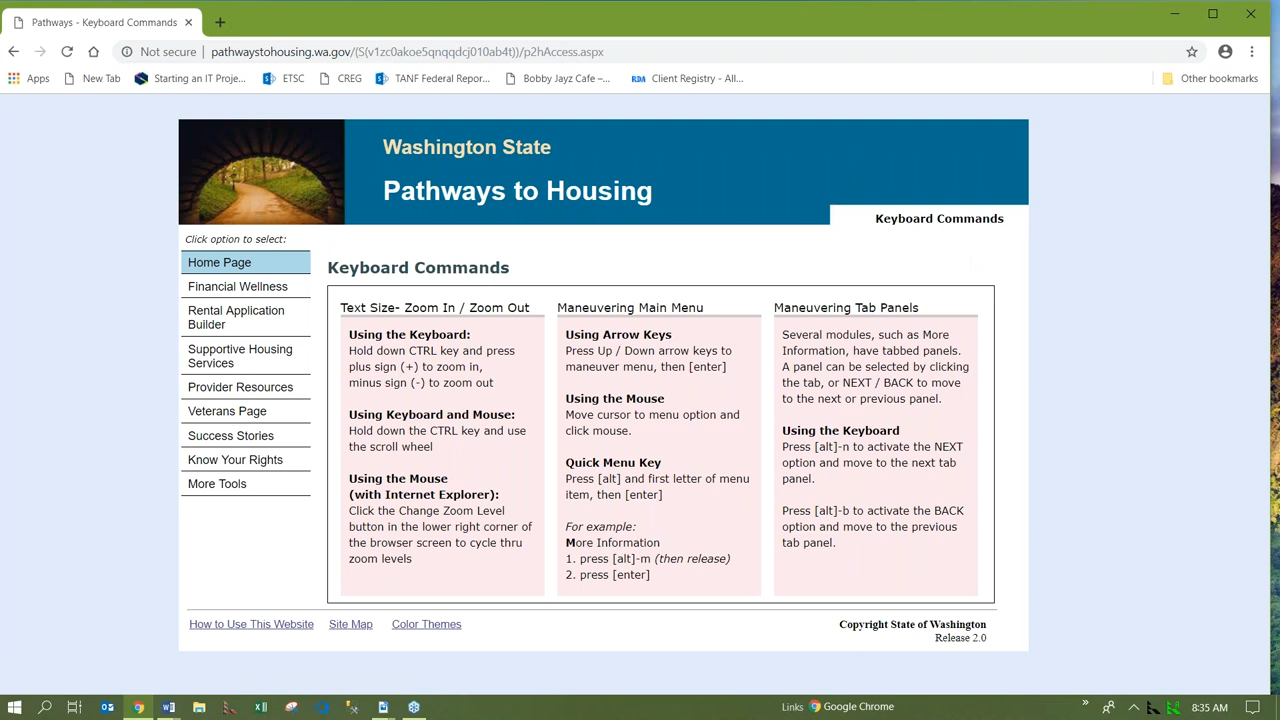 Pathways - Keyboard Commands
Not secure | pathwaystohousing.wa.gov/(S(v1zc0akoe5qnqqdcj010ab4t))/p2hAccess.aspx
Apps New Tab Starting an IT Proje... ETSC CREG TANF Federal Repor... Bobby Jayz Cafe –... RDA Client Registry - All... Other bookmarks
Washington State
Pathways to Housing
Keyboard Commands
Click option to select:
Home Page
Financial Wellness
Rental Application
Builder
Supportive Housing
Services
Provider Resources
Veterans Page
Success Stories
Know Your Rights
More Tools
Keyboard Commands
Text Size- Zoom In / Zoom Out
Using the Keyboard:
Hold down CTRL key and press
plus sign (+) to zoom in,
minus sign (-) to zoom out
Using Keyboard and Mouse:
Hold down the CTRL key and use
the scroll wheel
Using the Mouse
(with Internet Explorer):
Click the Change Zoom Level
button in the lower right corner of
the browser screen to cycle thru
zoom levels
Maneuvering Main Menu
Using Arrow Keys
Press Up / Down arrow keys to
maneuver menu, then [enter]
Using the Mouse
Move cursor to menu option and
click mouse.
Quick Menu Key
Press [alt] and first letter of menu
item, then [enter]
For example:
More Information
1. press [alt]-m (then release)
2. press [enter]
Maneuvering Tab Panels
Several modules, such as More
Information, have tabbed panels.
A panel can be selected by clicking
the tab, or NEXT / BACK to move
to the next or previous panel.
Using the Keyboard
Press [alt]-n to activate the NEXT
option and move to the next tab
panel.
Press [alt]-b to activate the BACK
option and move to the previous
tab panel.
How to Use This Website Site Map Color Themes
Copyright State of Washington
Release 2.0
Links Google Chrome 8:35 AM